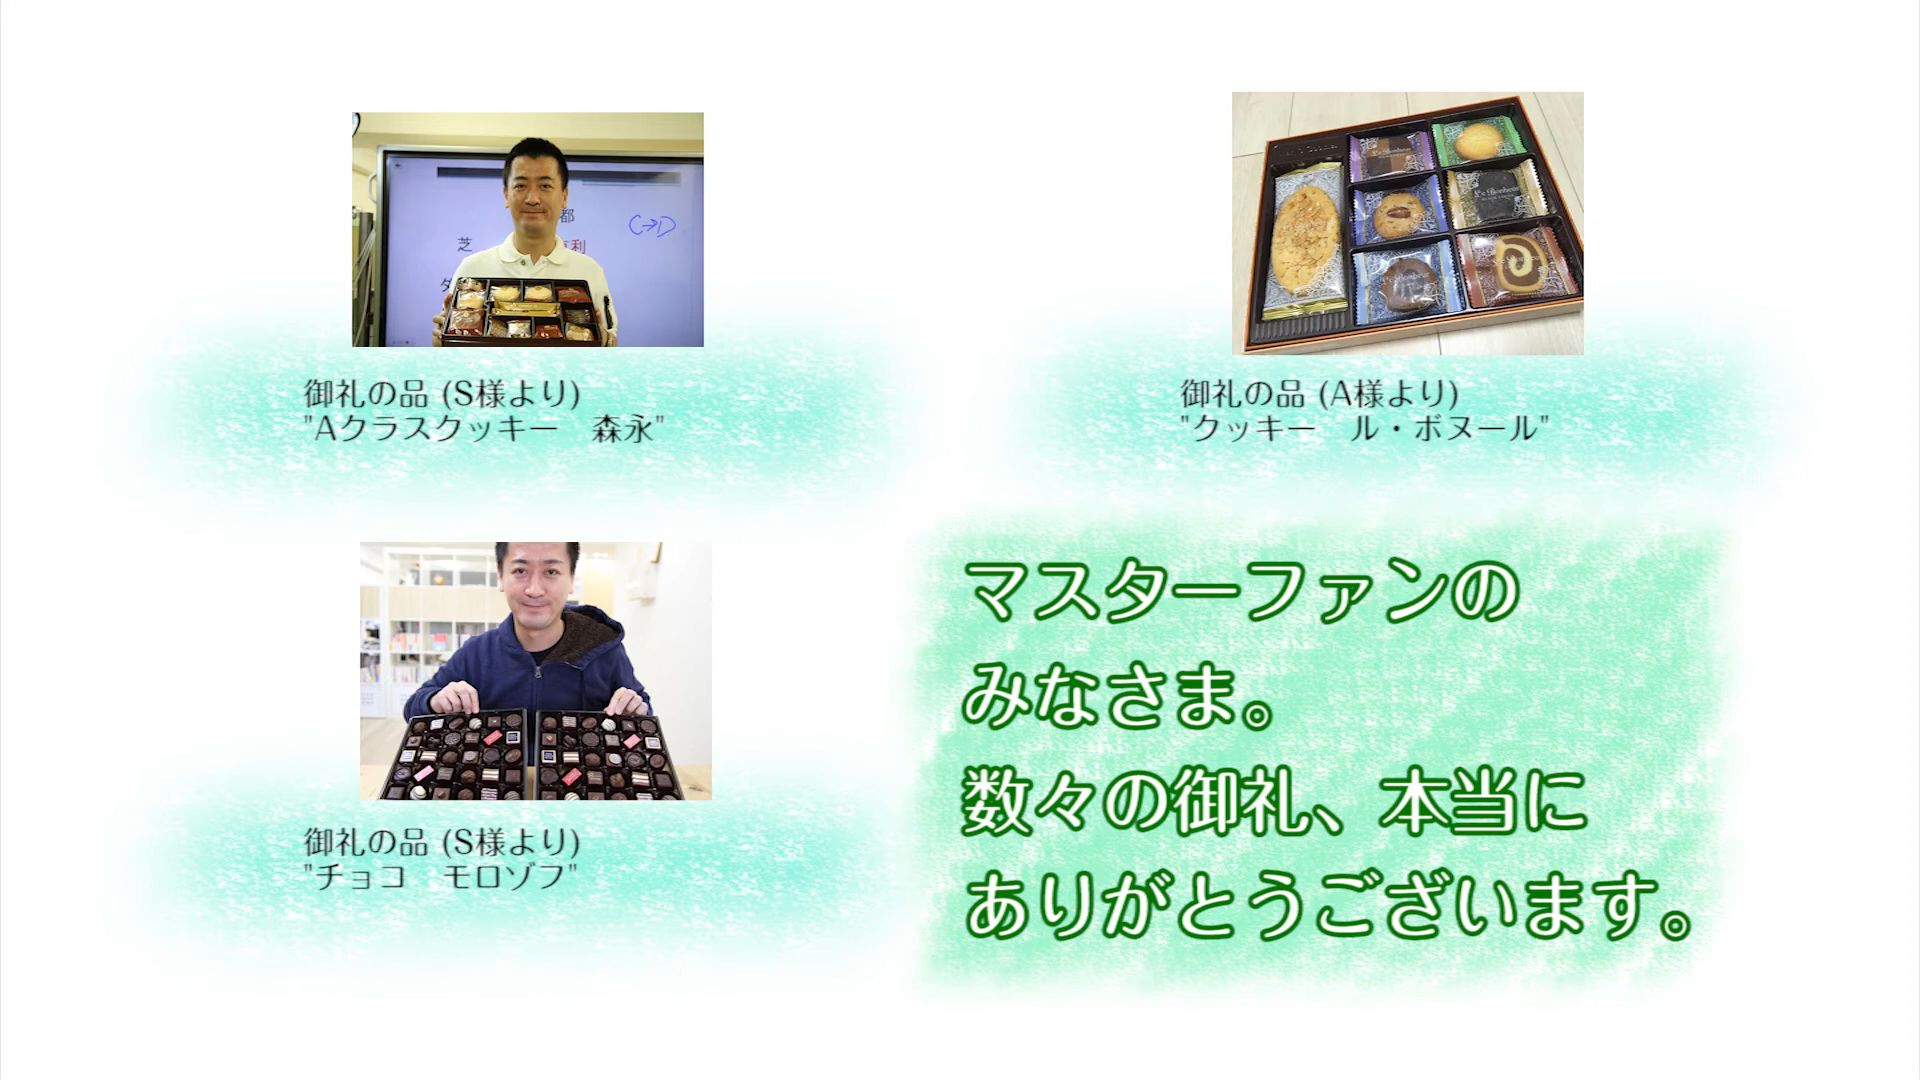 都
C→D
芝
利
御礼の品 (S様より)
"Aクラスクッキー　森永"
御礼の品 (A様より)
"クッキー　ル・ボヌール"
御礼の品 (S様より)
"チョコ　モロゾフ"
マスターファンの
みなさま。
数々の御礼、本当に
ありがとうございます。